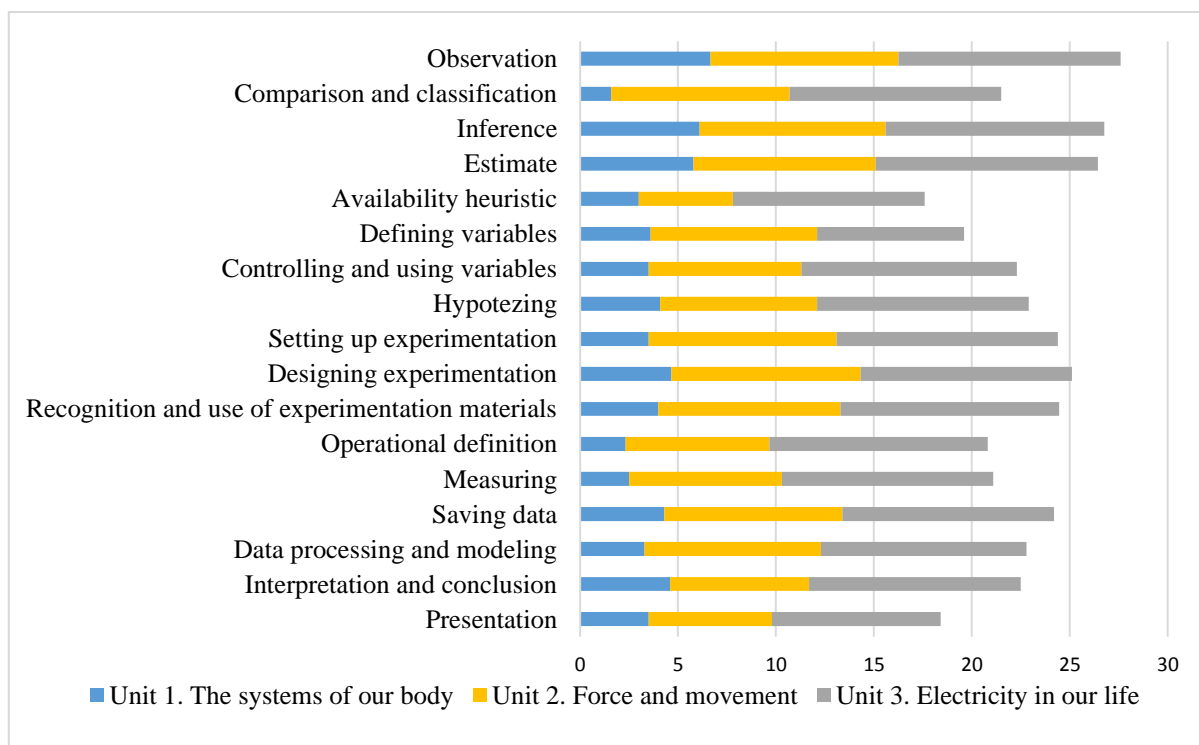 Observation
Comparison and classification
Inference
Estimate
Availability heuristic
Defining variables
Controlling and using variables
Hypotezing
Setting up experimentation
Designing experimentation
Recognition and use of experimentation materials
Operational definition
Measuring
Saving data
Data processing and modeling
Interpretation and conclusion
Presentation
0 5 10 15 20 25 30
Unit 1. The systems of our body Unit 2. Force and movement Unit 3. Electricity in our life